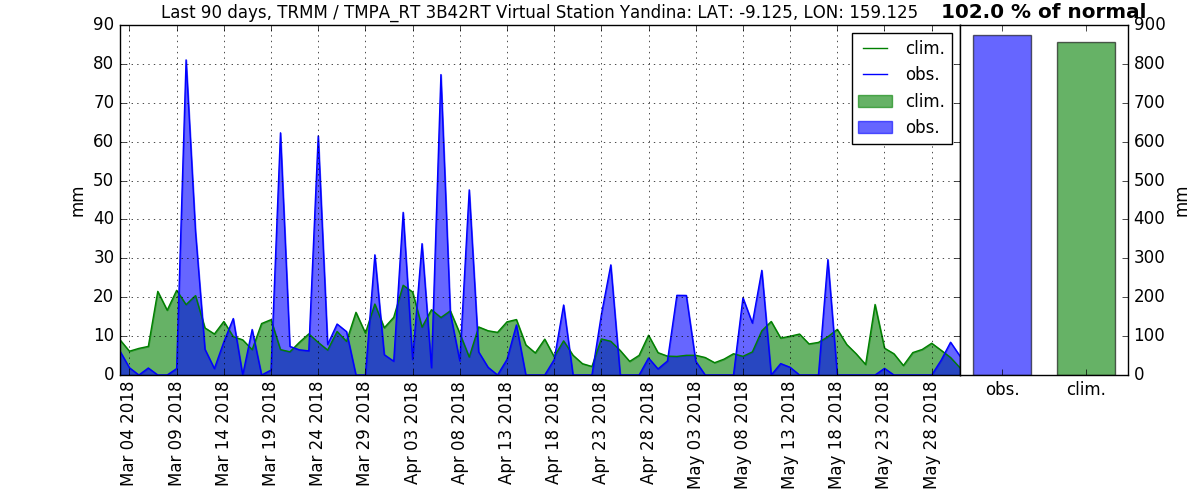 Last 90 days, TRMM / TMPA_RT 3B42RT Virtual Station Yandina: LAT: -9.125, LON: 159.125
102.0 % of normal
90
80
70
60
50
40
30
20
10
0
mm
clim.
obs.
clim.
obs.
900
800
700
600
500
400
300
200
100
0
mm
Mar 04 2018
Mar 09 2018
Mar 14 2018
Mar 19 2018
Mar 24 2018
Mar 29 2018
Apr 03 2018
Apr 08 2018
Apr 13 2018
Apr 18 2018
Apr 23 2018
Apr 28 2018
May 03 2018
May 08 2018
May 13 2018
May 18 2018
May 23 2018
May 28 2018
obs.
clim.